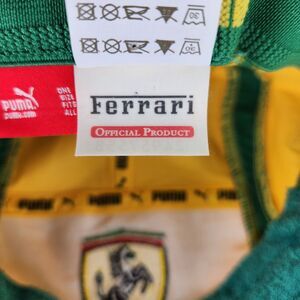 PUMA
puma.com
ONE
SIZE
FITS
ALL
Ferrari
OFFICIAL PRODUCT
PUMA PUMA PUMA